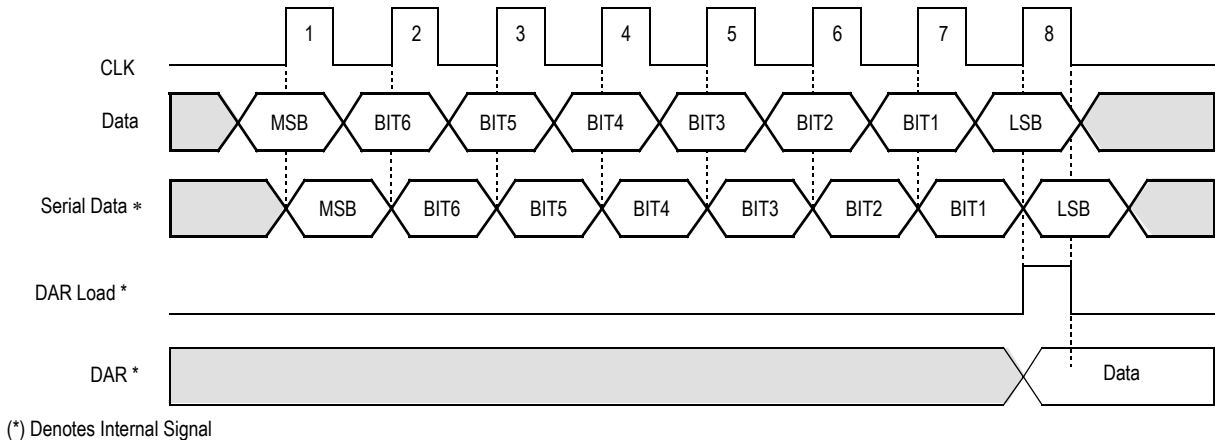 1 2 3 4 5 6 7 8
CLK
Data MSB BIT6 BIT5 BIT4 BIT3 BIT2 BIT1 LSB
Serial Data * MSB BIT6 BIT5 BIT4 BIT3 BIT2 BIT1 LSB
DAR Load *
DAR * Data
(*) Denotes Internal Signal